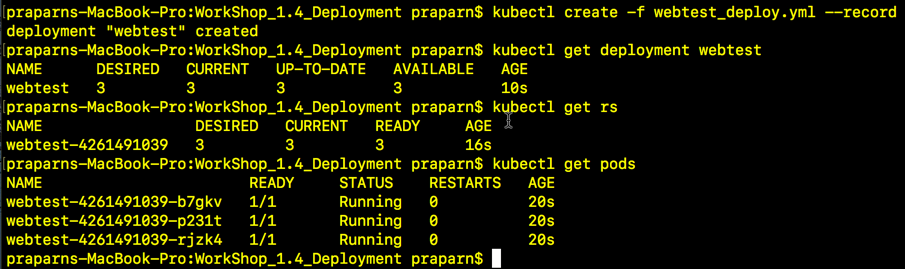 praparns-MacBook-Pro:WorkShop_1.4_Deployment praparn$ kubectl create -f webtest_deploy.yml --record
deployment "webtest" created
praparns-MacBook-Pro:WorkShop_1.4_Deployment praparn$ kubectl get deployment webtest
NAME DESIRED CURRENT UP-TO-DATE AVAILABLE AGE
webtest 3 3 3 3 10s
praparns-MacBook-Pro:WorkShop_1.4_Deployment praparn$ kubectl get rs
NAME DESIRED CURRENT READY AGE
webtest-4261491039 3 3 3 16s
praparns-MacBook-Pro:WorkShop_1.4_Deployment praparn$ kubectl get pods
NAME READY STATUS RESTARTS AGE
webtest-4261491039-b7gkv 1/1 Running 0 20s
webtest-4261491039-p231t 1/1 Running 0 20s
webtest-4261491039-rjzk4 1/1 Running 0 20s
praparns-MacBook-Pro:WorkShop_1.4_Deployment praparn$